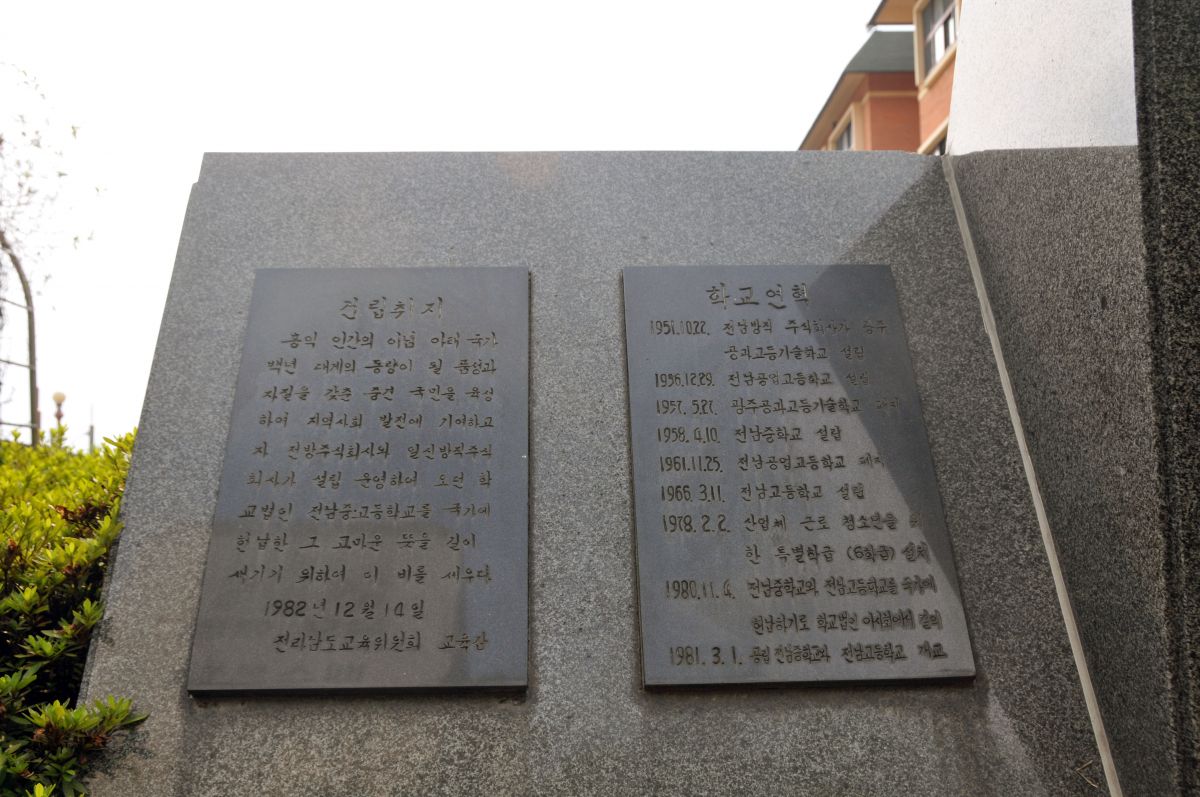 건립취지
홍익 인간의 이념 아래 국가
백년 대계의 동량이 될 품성과
자질을 갖춘 중견 국민을 육성
하여 지역사회 발전에 기여하고
자 전방주식회사와 일신방직주식
회사가 설립 운영하여 오던 학
교법인 전남중·고등학교를 국가에
헌납한 그 고마운 뜻을 길이
새기기 위하여 이 비를 세우다.
1982년 12월 14일
전라남도교육위원회 교육감
학교연혁
1951.10.22. 전남방직 주식회사가 광주
공과고등기술학교 설립
1956.12.29. 전남공업고등학교 설립
1957. 5.27. 광주공과고등기술학교 폐지
1958. 4.10. 전남중학교 설립
1961.11.25. 전남공업고등학교 폐지
1966. 3.11. 전남고등학교 설립
1978. 2. 2. 산업체 근로 청소년을 위
한 특별학급 (6학급) 설치
1980.11. 4. 전남중학교와 전남고등학교를 국가에
헌납하기로 학교법인 이사회에서 결의
1981. 3. 1. 공립 전남중학교와 전남고등학교 개교